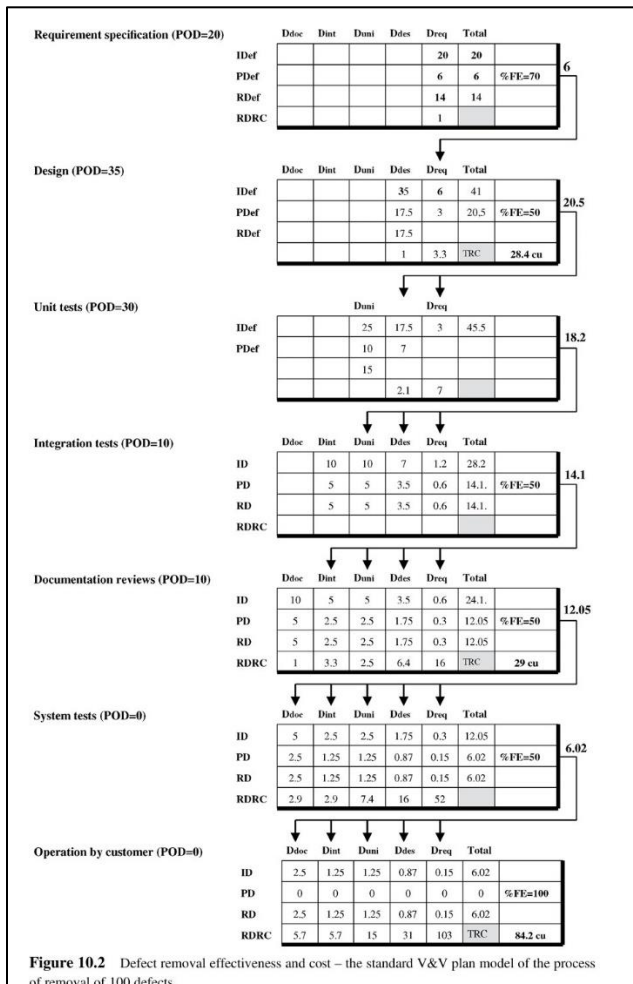 Requirement specification (POD=20) Ddoc Dint Duni Ddes Dreq Total
IDef 20 20
PDef 6 6 %FE=70 6
RDef 14 14
RDRC 1
Design (POD=35) Ddoc Dint Duni Ddes Dreq Total
IDef 35 6 41
PDef 17.5 3 20,5 %FE=50 20.5
RDef 17.5
1 3.3 TRC 28.4 cu
Unit tests (POD=30) Duni Dreq
IDef 25 17.5 3 45.5
PDef 10 7 18.2
15
2.1 7
Integration tests (POD=10) Ddoc Dint Duni Ddes Dreq Total
ID 10 10 7 1.2 28.2
PD 5 5 3.5 0.6 14.1. %FE=50 14.1
RD 5 5 3.5 0.6 14.1.
RDRC
Documentation reviews (POD=10) Ddoc Dint Duni Ddes Dreq Total
ID 10 5 5 3.5 0.6 24.1.
PD 5 2.5 2.5 1.75 0.3 12.05 %FE=50 12.05
RD 5 2.5 2.5 1.75 0.3 12.05
RDRC 1 3.3 2.5 6.4 16 TRC 29 cu
System tests (POD=0) Ddoc Dint Duni Ddes Dreq Total
ID 5 2.5 2.5 1.75 0.3 12.05
PD 2.5 1.25 1.25 0.87 0.15 6.02 %FE=50 6.02
RD 2.5 1.25 1.25 0.87 0.15 6.02
RDRC 2.9 2.9 7.4 16 52
Operation by customer (POD=0) Ddoc Dint Duni Ddes Dreq Total
ID 2.5 1.25 1.25 0.87 0.15 6.02
PD 0 0 0 0 0 0 %FE=100
RD 2.5 1.25 1.25 0.87 0.15 6.02
RDRC 5.7 5.7 15 31 103 TRC 84.2 cu
Figure 10.2 Defect removal effectiveness and cost – the standard V&V plan model of the process
of removal of 100 defects